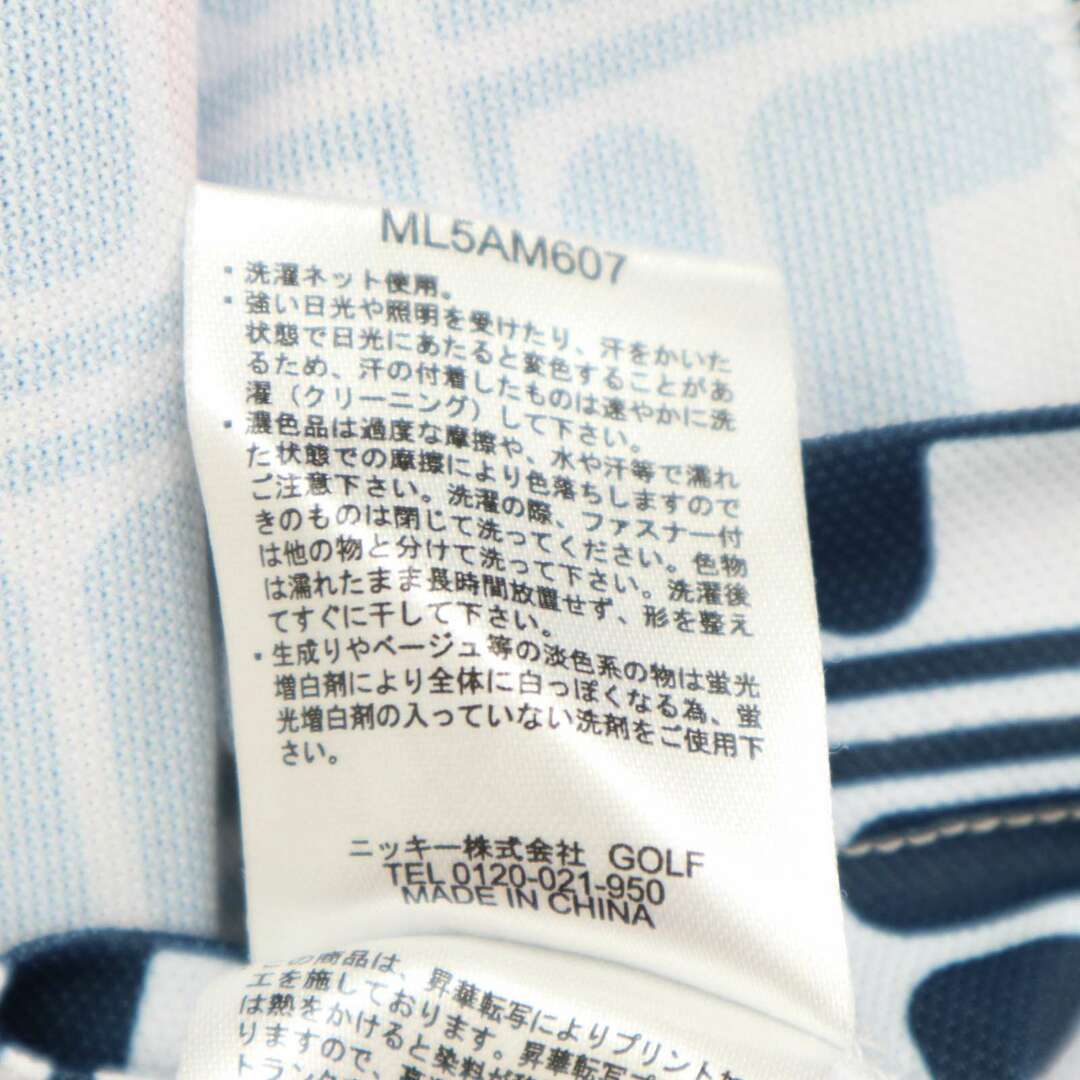 ML5AM607
・洗濯ネット使用。
・強い日光や照明を受けたり、汗をかいた
状態で日光にあたると変色することがあ
るため、汗の付着したものは速やかに洗
濯（クリーニング）して下さい。
・濃色品は過度な摩擦や、水や汗等で濡れ
た状態での摩擦により色落ちしますので
ご注意下さい。洗濯の際、ファスナー付
きのものは閉じて洗ってください。色物
は他の物と分けて洗って下さい。洗濯後
は濡れたまま長時間放置せず、形を整え
てすぐに干して下さい。
・生成りやベージュ等の淡色系の物は蛍光
増白剤により全体に白っぽくなる為、蛍
光増白剤の入っていない洗剤をご使用下
さい。
ニッキー株式会社 GOLF
TEL 0120-021-950
MADE IN CHINA
の商品は、昇華転写によりプリント
工を施しております。昇華転写プ
は熱をかけると染料が
りますので、
トランク